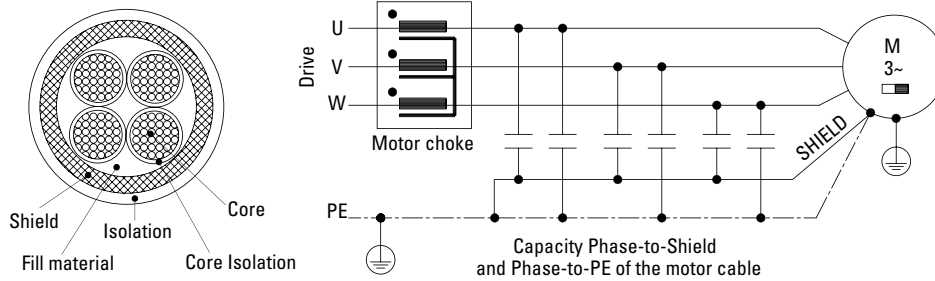 Shield
Fill material
Isolation
Core
Core Isolation
Drive
U
V
W
Motor choke
M
3~
SHIELD
PE
Capacity Phase-to-Shield
and Phase-to-PE of the motor cable